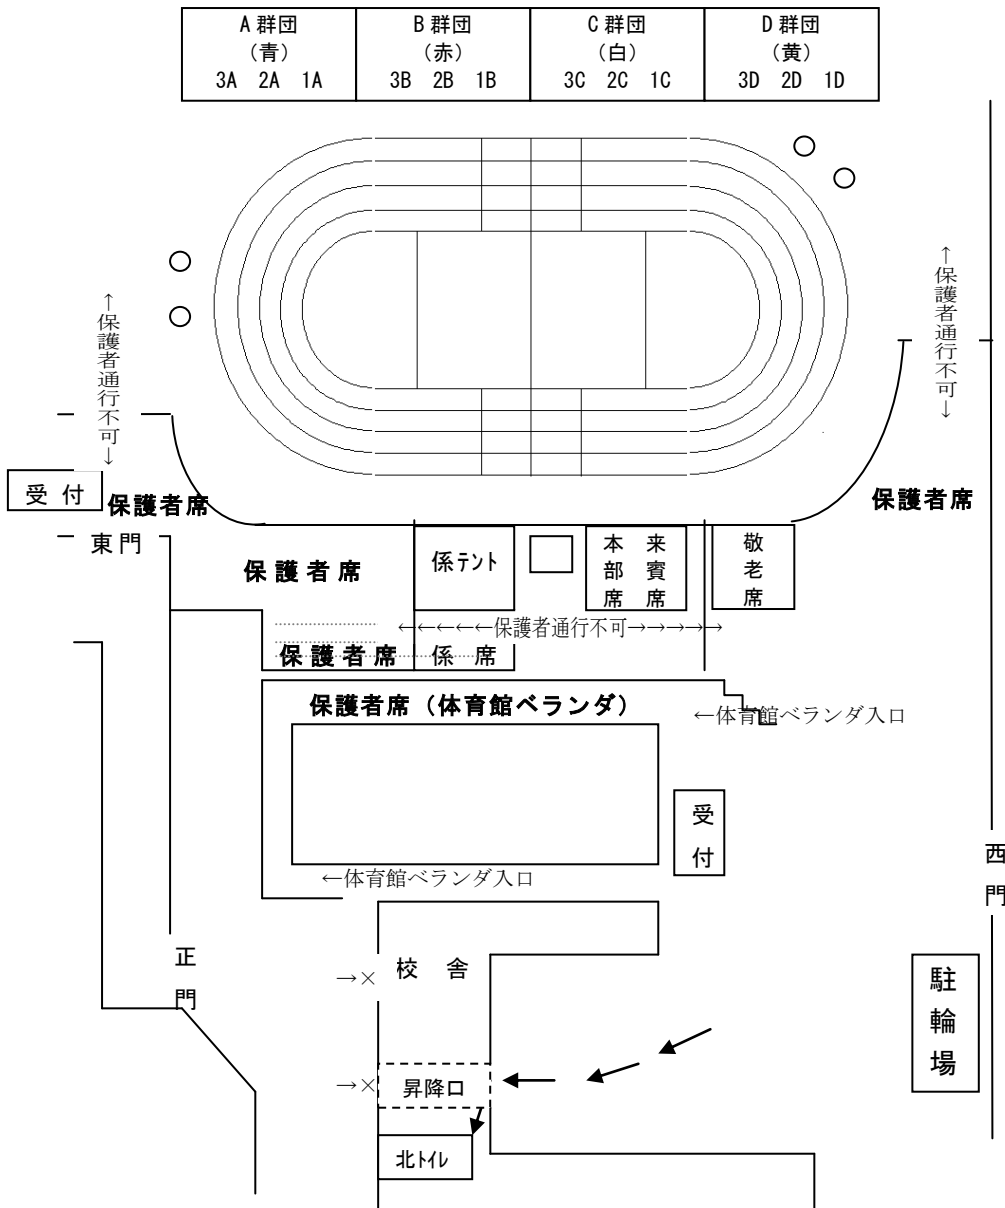 A 群団
(青)
3A 2A 1A
B 群団
(赤)
3B 2B 1B
C 群団
(白)
3C 2C 1C
D 群団
(黄)
3D 2D 1D
↑保護者通行不可↓
↑保護者通行不可↓
受 付
保護者席
保護者席
東門
保護者席
係テント
本部席
来賓席
敬老席
←←←←←保護者通行不可→→→→→
保護者席
係 席
保護者席(体育館ベランダ)
←体育館ベランダ入口
受付
←体育館ベランダ入口
西門
正門
→×
校 舎
駐輪場
→×
昇降口
北トイレ